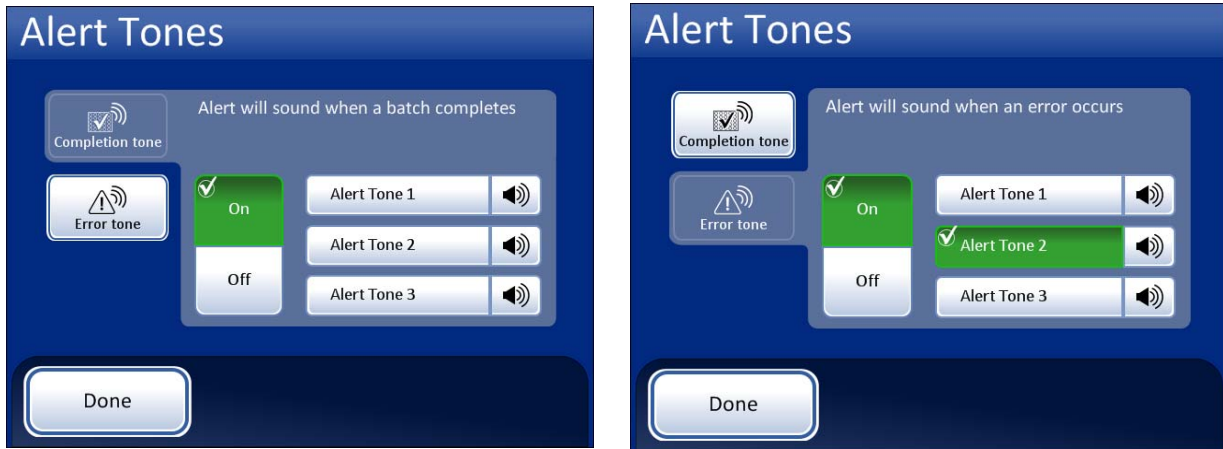 Alert Tones
Completion tone
Alert will sound when a batch completes
Error tone
On
Off
Alert Tone 1
Alert Tone 2
Alert Tone 3
Done
Alert Tones
Completion tone
Alert will sound when an error occurs
Error tone
On
Off
Alert Tone 1
Alert Tone 2
Alert Tone 3
Done